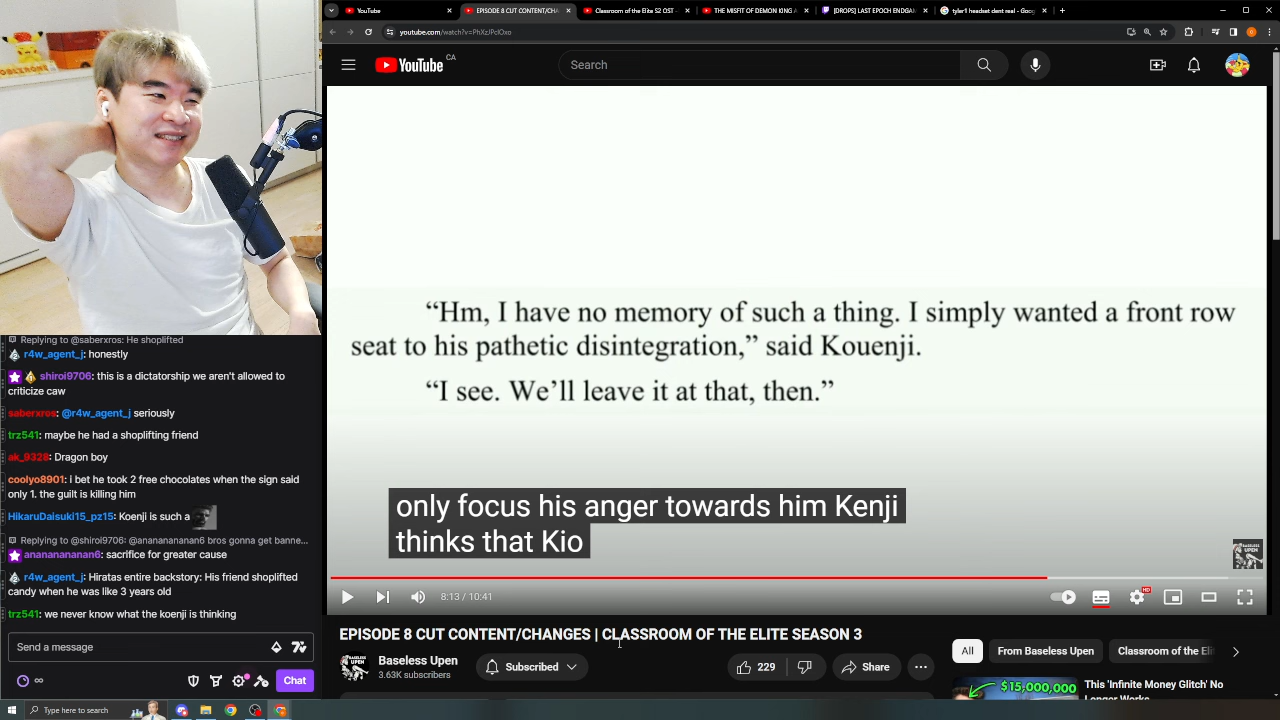 YouTube
EPISODE 8 CUT CONTENT/CHA
Classroom of the Elite S2 OST -
THE MISFIT OF DEMON KING A
[DROPS] LAST EPOCH ENDGAM
tyler1 headset dent real - Goog
youtube.com/watch?v=PhXzJPclOxo
YouTube CA
Search
“Hm, I have no memory of such a thing. I simply wanted a front row
seat to his pathetic disintegration,” said Kouenji.
“I see. We’ll leave it at that, then.”
only focus his anger towards him Kenji
thinks that Kio
BASELESS
UPEN
8:13 / 10:41
HD
EPISODE 8 CUT CONTENT/CHANGES | CLASSROOM OF THE ELITE SEASON 3
Baseless Upen
3.63K subscribers
Subscribed
229
Share
All
From Baseless Upen
Classroom of the Eli
$15,000,000
This 'Infinite Money Glitch' No
Longer Works
Replying to @saberxros: He shoplifted
r4w_agent_j: honestly
shiroi9706: this is a dictatorship we aren't allowed to
criticize caw
saberxros: @r4w_agent_j seriously
trz541: maybe he had a shoplifting friend
ak_9328: Dragon boy
coolyo8901: i bet he took 2 free chocolates when the sign said
only 1. the guilt is killing him
HikaruDaisuki15_pz15: Koenji is such a
Replying to @shiroi9706: @anananananan6 bros gonna get banne...
anananananan6: sacrifice for greater cause
r4w_agent_j: Hiratas entire backstory: His friend shoplifted
candy when he was like 3 years old
trz541: we never know what the koenji is thinking
Send a message
Chat
Type here to search